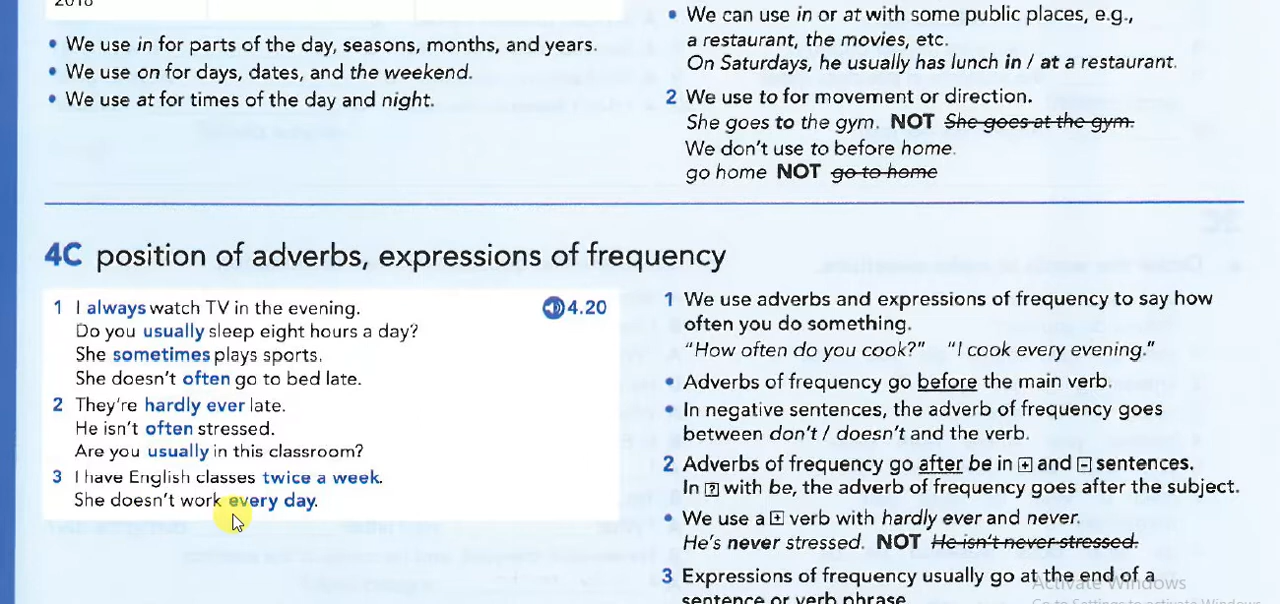 2018
• We use in for parts of the day, seasons, months, and years.
• We use on for days, dates, and the weekend.
• We use at for times of the day and night.
• We can use in or at with some public places, e.g.,
a restaurant, the movies, etc.
On Saturdays, he usually has lunch in / at a restaurant.
2 We use to for movement or direction.
She goes to the gym. NOT She goes at the gym.
We don't use to before home.
go home NOT go to home
4C position of adverbs, expressions of frequency
1 I always watch TV in the evening.
Do you usually sleep eight hours a day?
She sometimes plays sports.
She doesn't often go to bed late.
2 They're hardly ever late.
He isn't often stressed.
Are you usually in this classroom?
3 I have English classes twice a week.
She doesn't work every day.
4.20
1 We use adverbs and expressions of frequency to say how
often you do something.
"How often do you cook?" "I cook every evening."
• Adverbs of frequency go before the main verb.
• In negative sentences, the adverb of frequency goes
between don't / doesn't and the verb.
2 Adverbs of frequency go after be in + and − sentences.
In ? with be, the adverb of frequency goes after the subject.
• We use a + verb with hardly ever and never.
He's never stressed. NOT He isn't never stressed.
3 Expressions of frequency usually go at the end of a
sentence or verb phrase
Activate Windows
Go to Settings to activate Windows